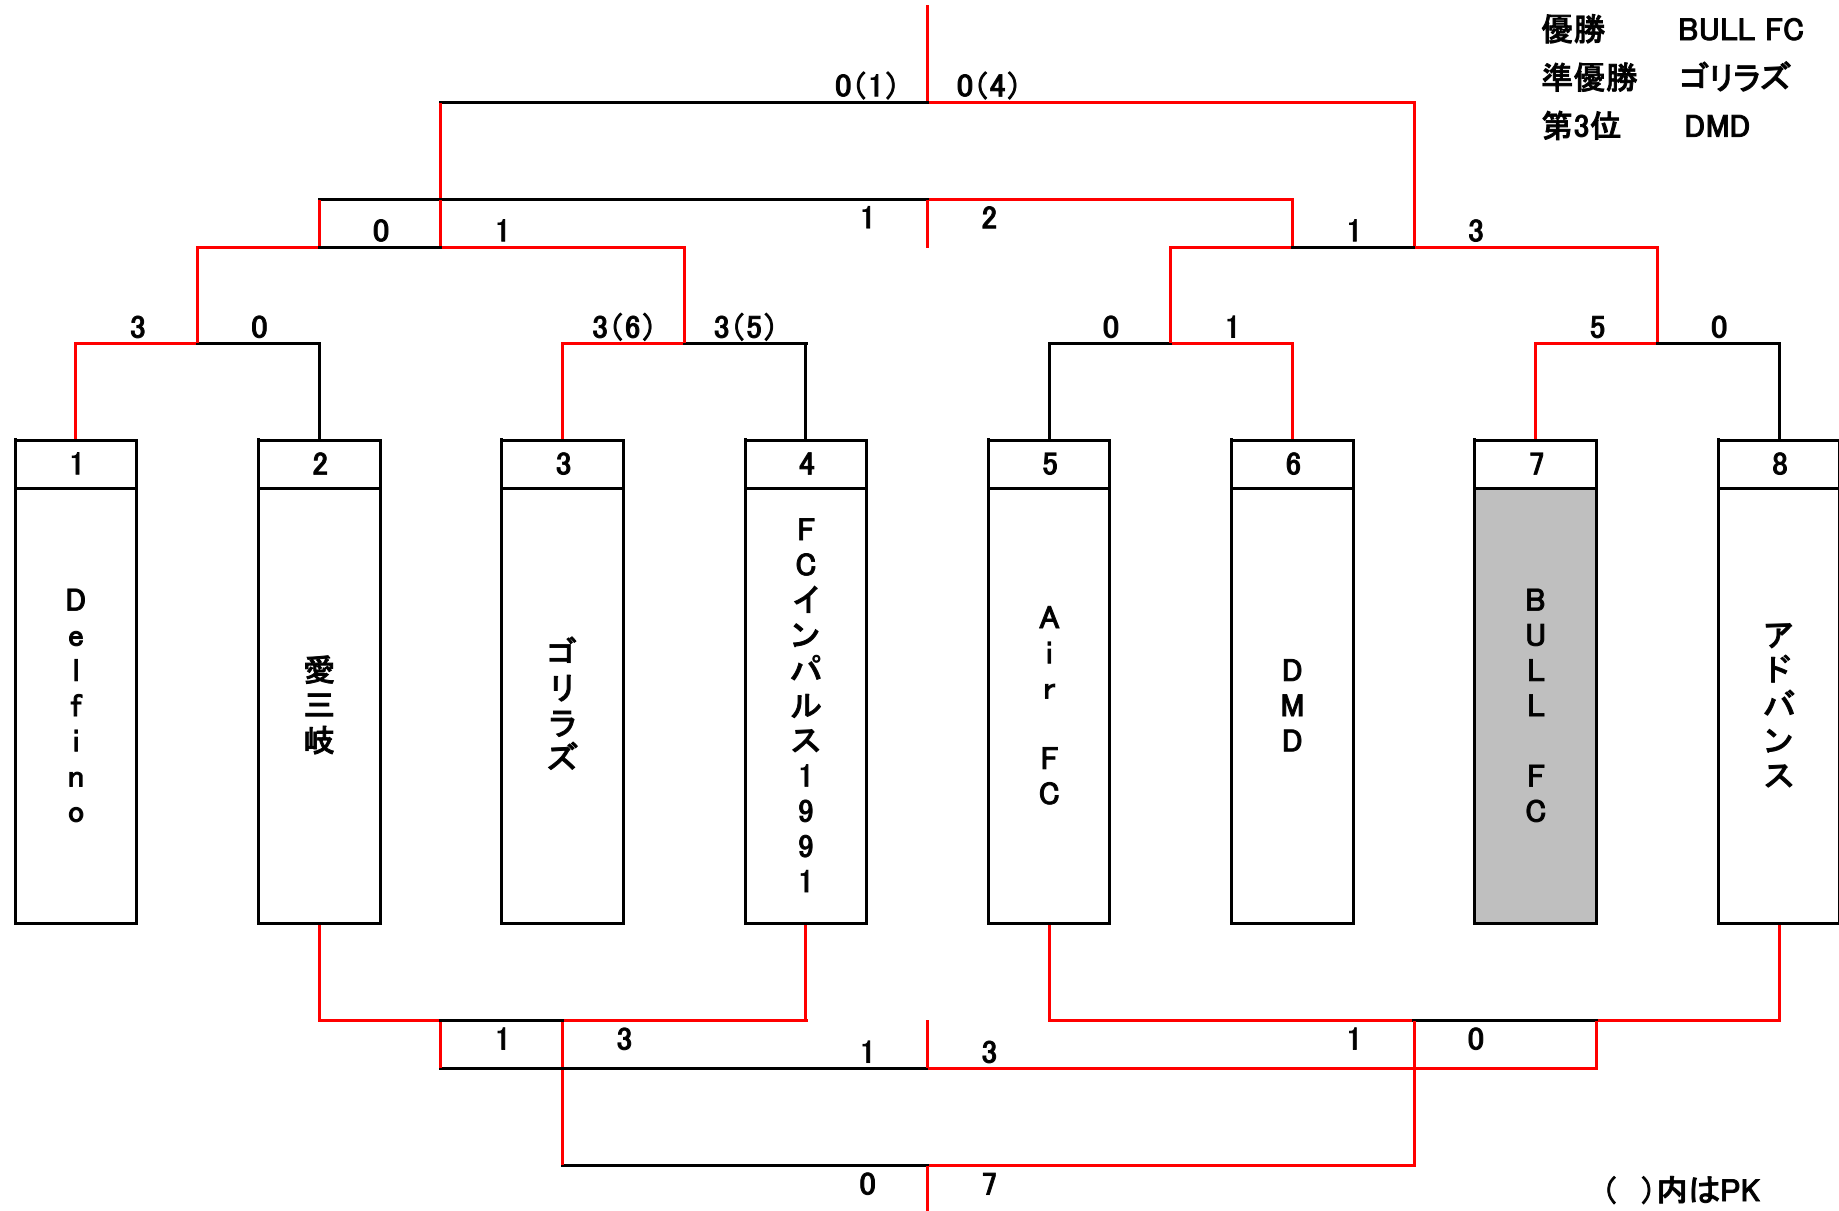 優勝 BULL FC
準優勝 ゴリラズ
第3位 DMD
0(1) 0(4)
1 2
0 1
1 3
3 0
3(6) 3(5)
0 1
5 0
1 2 3 4 5 6 7 8
Delfino
愛三岐
ゴリラズ
FCインパルス1991
Air FC
DMD
BULL FC
アドバンス
1 3
1 3
1 0
0 7
( )内はPK